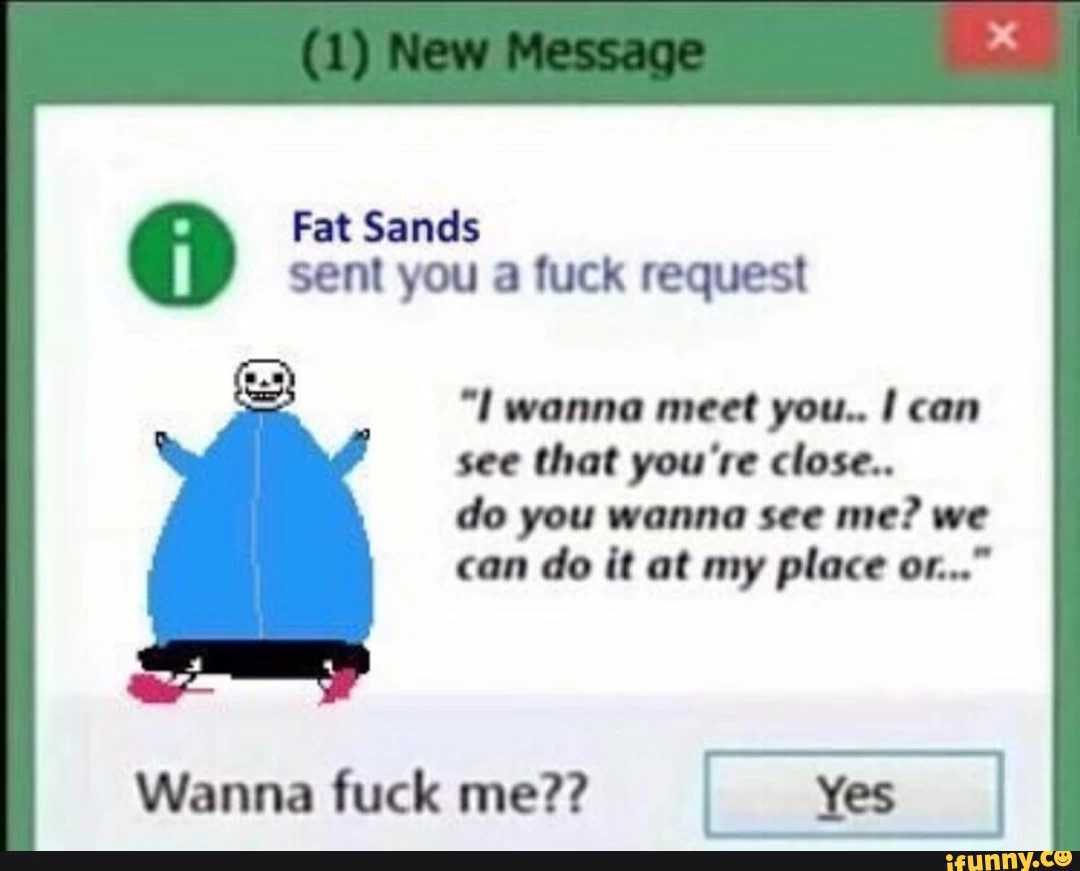 (1) New Message
Fat Sands
sent you a fuck request
"I wanna meet you.. I can
see that you're close..
do you wanna see me? we
can do it at my place or..."
Wanna fuck me??
Yes
ifunny.co